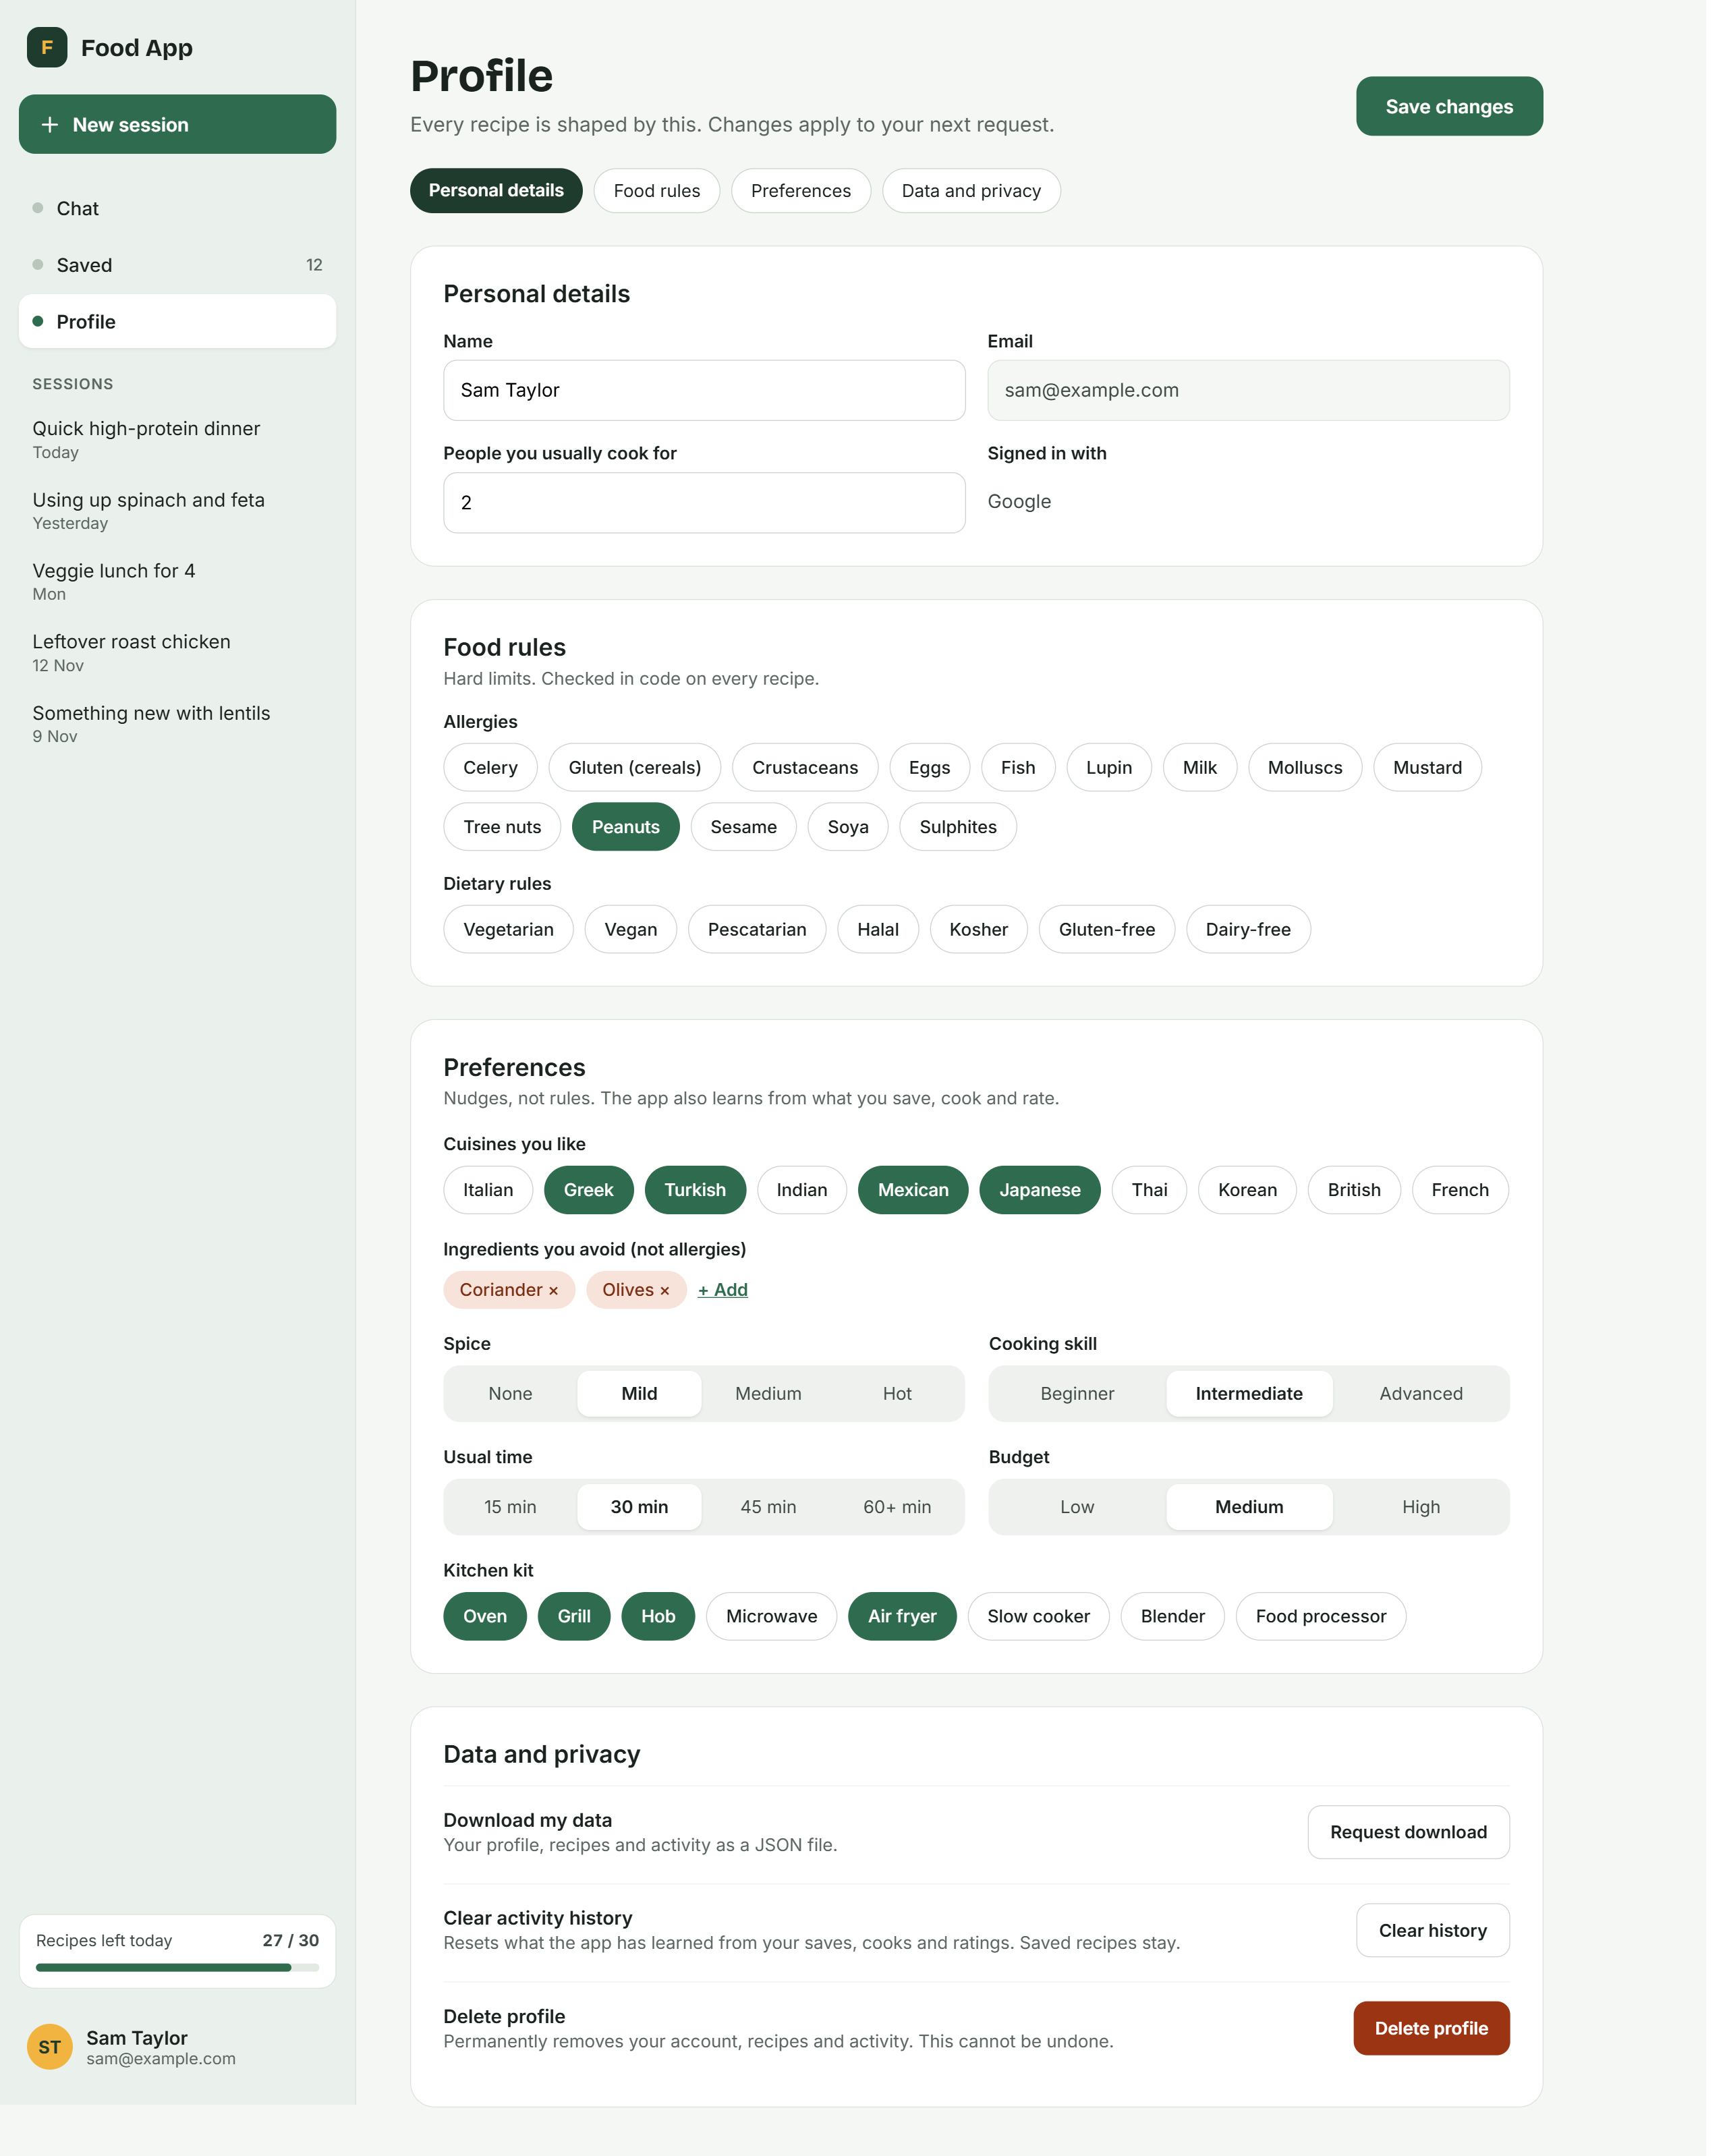 F Food App
+ New session
Chat
Saved 12
Profile
SESSIONS
Quick high-protein dinner
Today
Using up spinach and feta
Yesterday
Veggie lunch for 4
Mon
Leftover roast chicken
12 Nov
Something new with lentils
9 Nov
Recipes left today 27 / 30
ST Sam Taylor
sam@example.com
Profile
Every recipe is shaped by this. Changes apply to your next request.
Save changes
Personal details Food rules Preferences Data and privacy
Personal details
Name Email
Sam Taylor sam@example.com
People you usually cook for Signed in with
2 Google
Food rules
Hard limits. Checked in code on every recipe.
Allergies
Celery Gluten (cereals) Crustaceans Eggs Fish Lupin Milk Molluscs Mustard
Tree nuts Peanuts Sesame Soya Sulphites
Dietary rules
Vegetarian Vegan Pescatarian Halal Kosher Gluten-free Dairy-free
Preferences
Nudges, not rules. The app also learns from what you save, cook and rate.
Cuisines you like
Italian Greek Turkish Indian Mexican Japanese Thai Korean British French
Ingredients you avoid (not allergies)
Coriander × Olives × + Add
Spice Cooking skill
None Mild Medium Hot Beginner Intermediate Advanced
Usual time Budget
15 min 30 min 45 min 60+ min Low Medium High
Kitchen kit
Oven Grill Hob Microwave Air fryer Slow cooker Blender Food processor
Data and privacy
Download my data
Your profile, recipes and activity as a JSON file.
Request download
Clear activity history
Resets what the app has learned from your saves, cooks and ratings. Saved recipes stay.
Clear history
Delete profile
Permanently removes your account, recipes and activity. This cannot be undone.
Delete profile